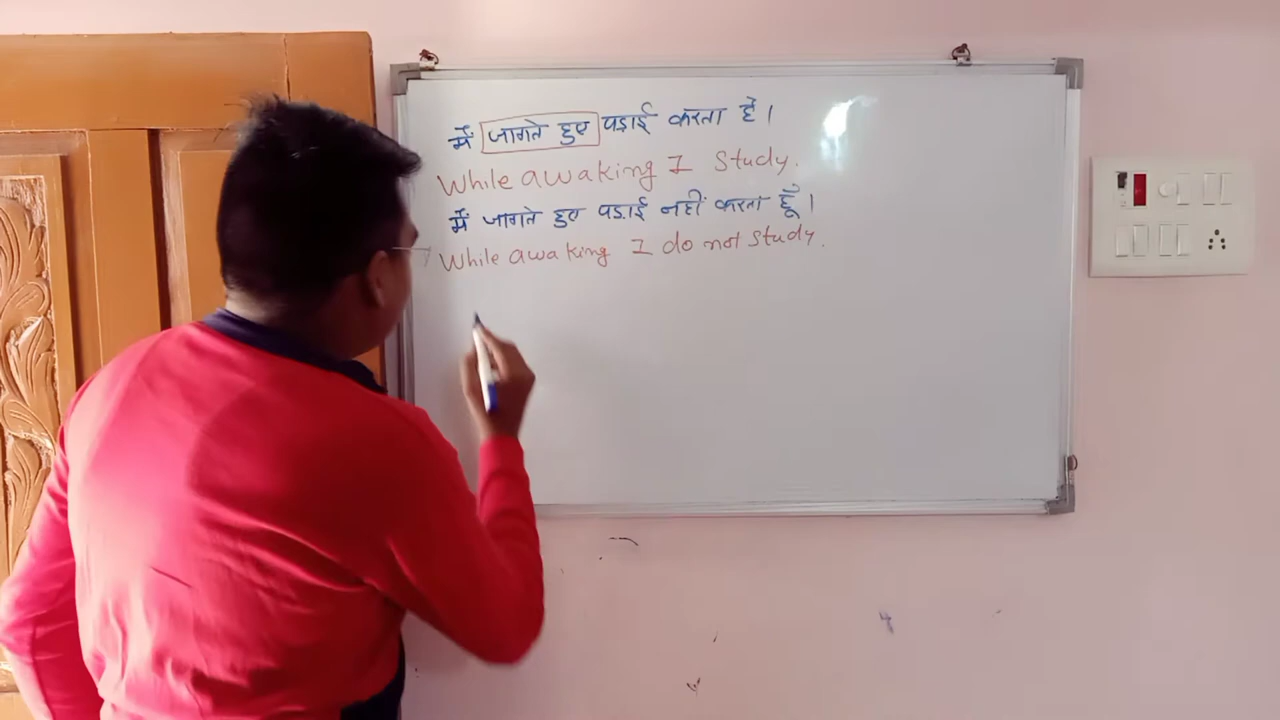 में जागते हुए पढ़ाई करता हूँ।
While awaking I Study.
में जागते हुए पढ़ाई नहीं करता हूँ।
While awaking I do not study.